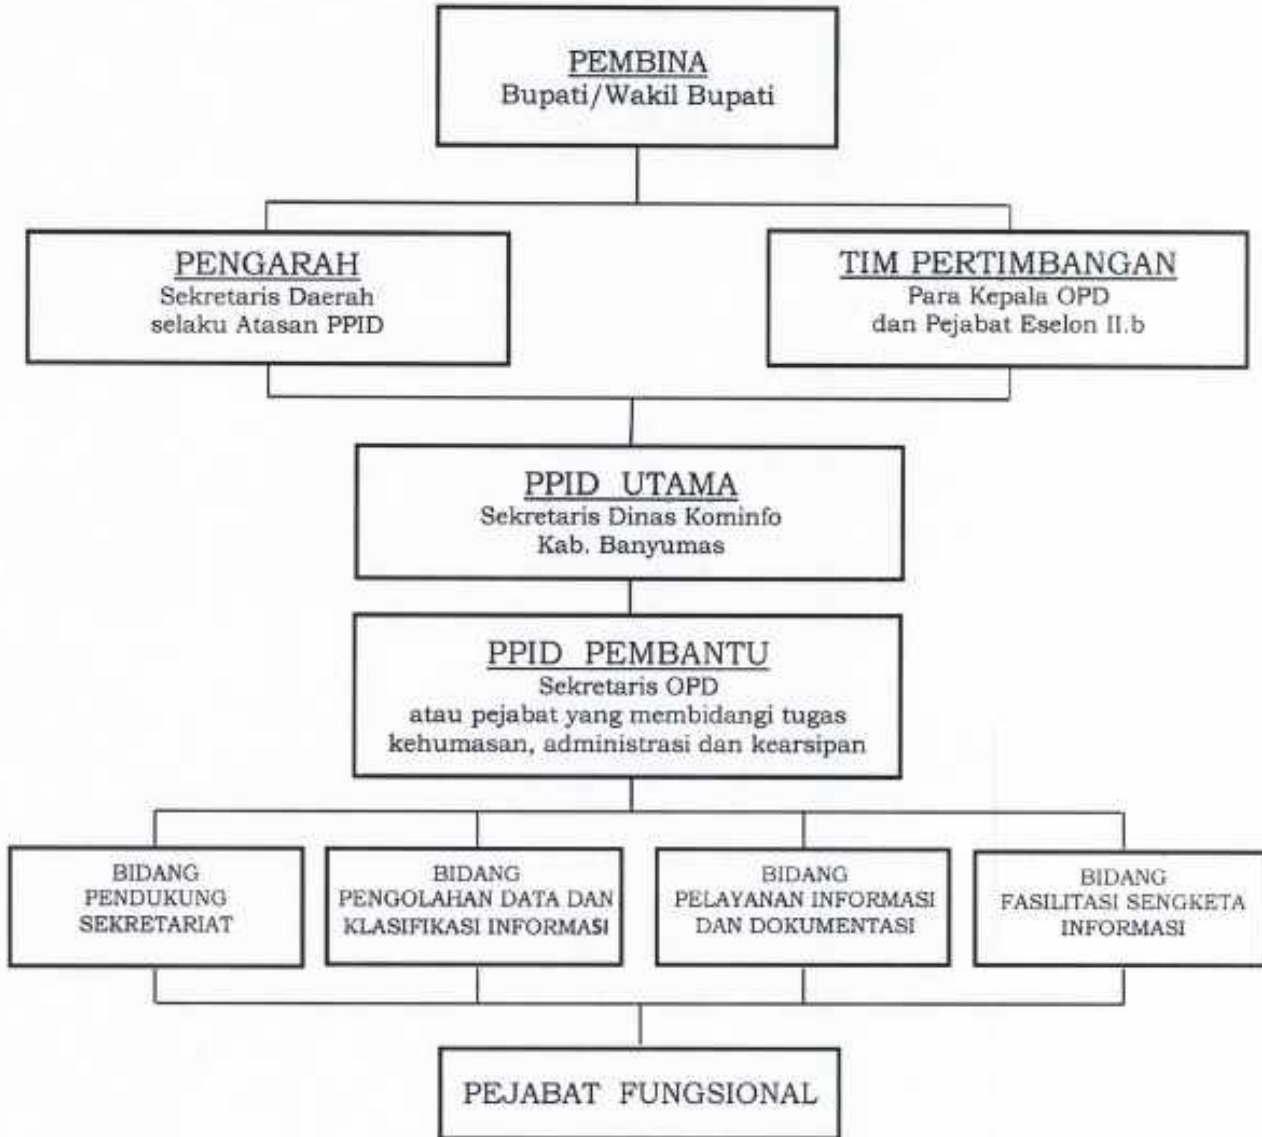 PEMBINA
Bupati/Wakil Bupati
PENGARAH
Sekretaris Daerah
selaku Atasan PPID
TIM PERTIMBANGAN
Para Kepala OPD
dan Pejabat Eselon II.b
PPID UTAMA
Sekretaris Dinas Kominfo
Kab. Banyumas
PPID PEMBANTU
Sekretaris OPD
atau pejabat yang membidangi tugas
kehumasan, administrasi dan kearsipan
BIDANG
PENDUKUNG
SEKRETARIAT
BIDANG
PENGOLAHAN DATA DAN
KLASIFIKASI INFORMASI
BIDANG
PELAYANAN INFORMASI
DAN DOKUMENTASI
BIDANG
FASILITASI SENGKETA
INFORMASI
PEJABAT FUNGSIONAL